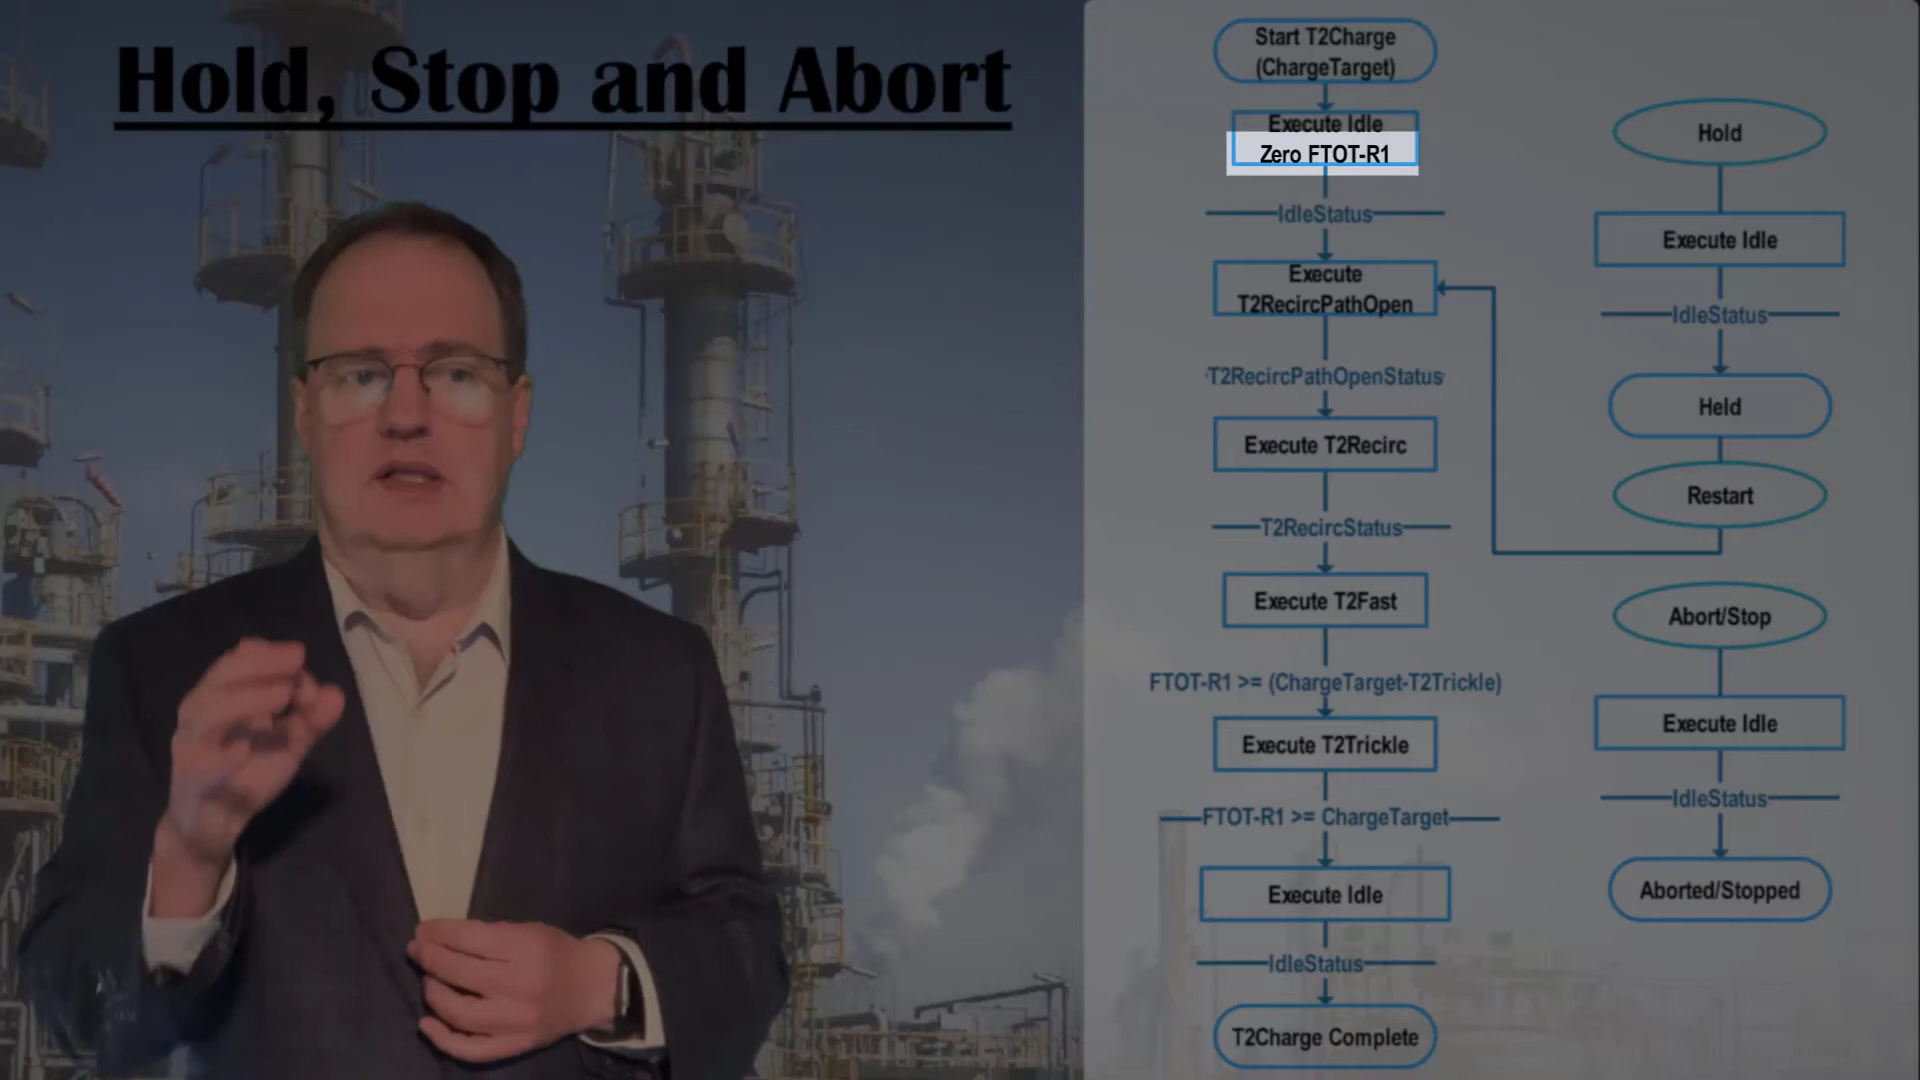 Hold, Stop and Abort
Start T2Charge
(ChargeTarget)
Execute Idle
Zero FTOT-R1
IdleStatus
Execute
T2RecircPathOpen
T2RecircPathOpenStatus
Execute T2Recirc
T2RecircStatus
Execute T2Fast
FTOT-R1 >= (ChargeTarget-T2Trickle)
Execute T2Trickle
FTOT-R1 >= ChargeTarget
Execute Idle
IdleStatus
T2Charge Complete
Hold
Execute Idle
IdleStatus
Held
Restart
Abort/Stop
Execute Idle
IdleStatus
Aborted/Stopped